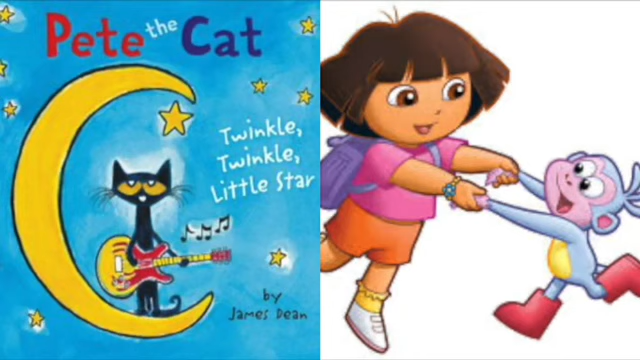 Pete the Cat
Twinkle,
Twinkle,
Little Star
by
James Dean